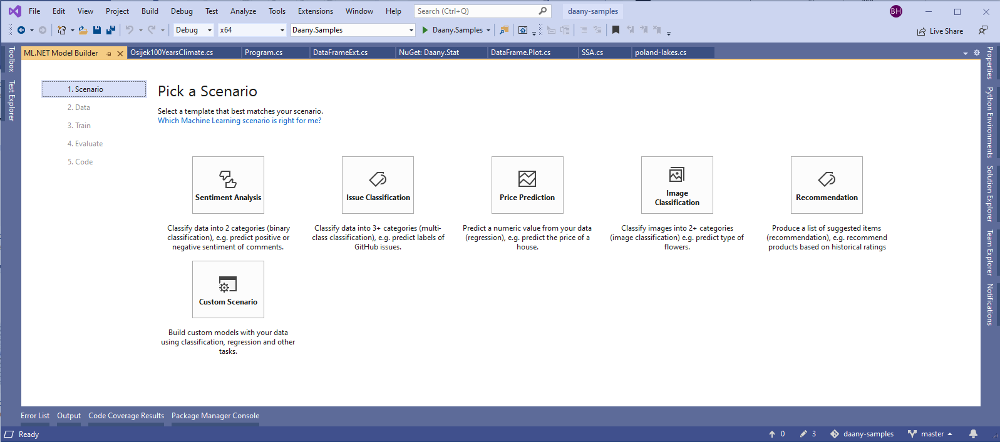 File Edit View Project Build Debug Test Analyze Tools Extensions Window Help Search (Ctrl+Q) daany-samples BH
Debug x64 Daany.Samples Daany.Samples Live Share
ML.NET Model Builder Osijek100YearsClimate.cs Program.cs DataFrameExt.cs NuGet: Daany.Stat DataFrame.Plot.cs SSA.cs poland-lakes.cs
Toolbox
Test Explorer
1. Scenario
2. Data
3. Train
4. Evaluate
5. Code
Pick a Scenario
Select a template that best matches your scenario.
Which Machine Learning scenario is right for me?
Sentiment Analysis
Classify data into 2 categories (binary
classification), e.g. predict positive or
negative sentiment of comments.
Issue Classification
Classify data into 3+ categories (multi-
class classification), e.g. predict labels of
GitHub issues.
Price Prediction
Predict a numeric value from your data
(regression), e.g. predict the price of a
house.
Image
Classification
Classify images into 2+ categories
(image classification) e.g. predict type of
flowers.
Recommendation
Produce a list of suggested items
(recommendation), e.g. recommend
products based on historical ratings
Custom Scenario
Build custom models with your data
using classification, regression and other
tasks.
Properties
Python Environments
Solution Explorer
Team Explorer
Notifications
Error List Output Code Coverage Results Package Manager Console
Ready 0 3 daany-samples master